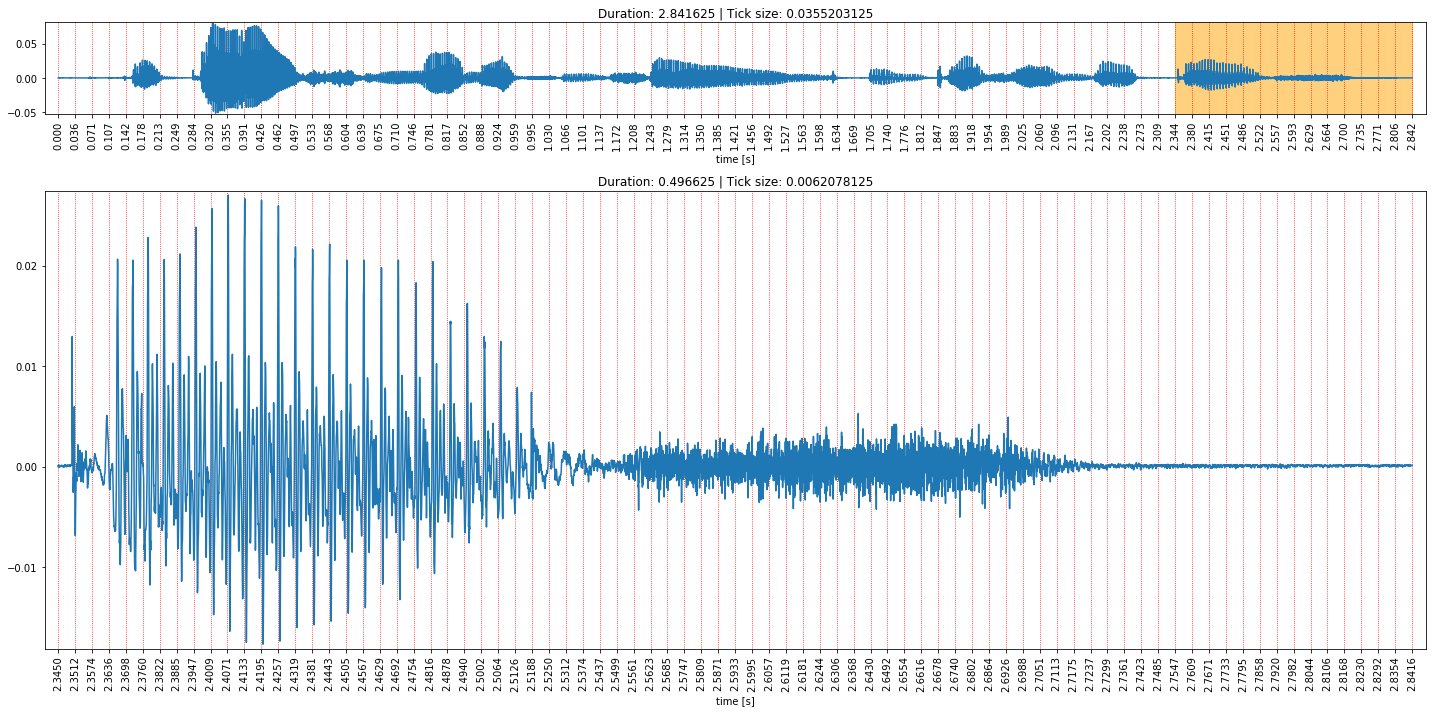 Duration: 2.841625 | Tick size: 0.0355203125
0.05
0.00
−0.05
0.000 0.036 0.071 0.107 0.142 0.178 0.213 0.249 0.284 0.320 0.355 0.391 0.426 0.462 0.497 0.533 0.568 0.604 0.639 0.675 0.710 0.746 0.781 0.817 0.852 0.888 0.924 0.959 0.995 1.030 1.066 1.101 1.137 1.172 1.208 1.243 1.279 1.314 1.350 1.385 1.421 1.456 1.492 1.527 1.563 1.598 1.634 1.669 1.705 1.740 1.776 1.812 1.847 1.883 1.918 1.954 1.989 2.025 2.060 2.096 2.131 2.167 2.202 2.238 2.273 2.309 2.344 2.380 2.415 2.451 2.486 2.522 2.557 2.593 2.629 2.664 2.700 2.735 2.771 2.806 2.842
time [s]
Duration: 0.496625 | Tick size: 0.0062078125
0.02
0.01
0.00
−0.01
2.3450 2.3512 2.3574 2.3636 2.3698 2.3760 2.3822 2.3885 2.3947 2.4009 2.4071 2.4133 2.4195 2.4257 2.4319 2.4381 2.4443 2.4505 2.4567 2.4629 2.4692 2.4754 2.4816 2.4878 2.4940 2.5002 2.5064 2.5126 2.5188 2.5250 2.5312 2.5374 2.5437 2.5499 2.5561 2.5623 2.5685 2.5747 2.5809 2.5871 2.5933 2.5995 2.6057 2.6119 2.6181 2.6244 2.6306 2.6368 2.6430 2.6492 2.6554 2.6616 2.6678 2.6740 2.6802 2.6864 2.6926 2.6988 2.7051 2.7113 2.7175 2.7237 2.7299 2.7361 2.7423 2.7485 2.7547 2.7609 2.7671 2.7733 2.7795 2.7858 2.7920 2.7982 2.8044 2.8106 2.8168 2.8230 2.8292 2.8354 2.8416
time [s]